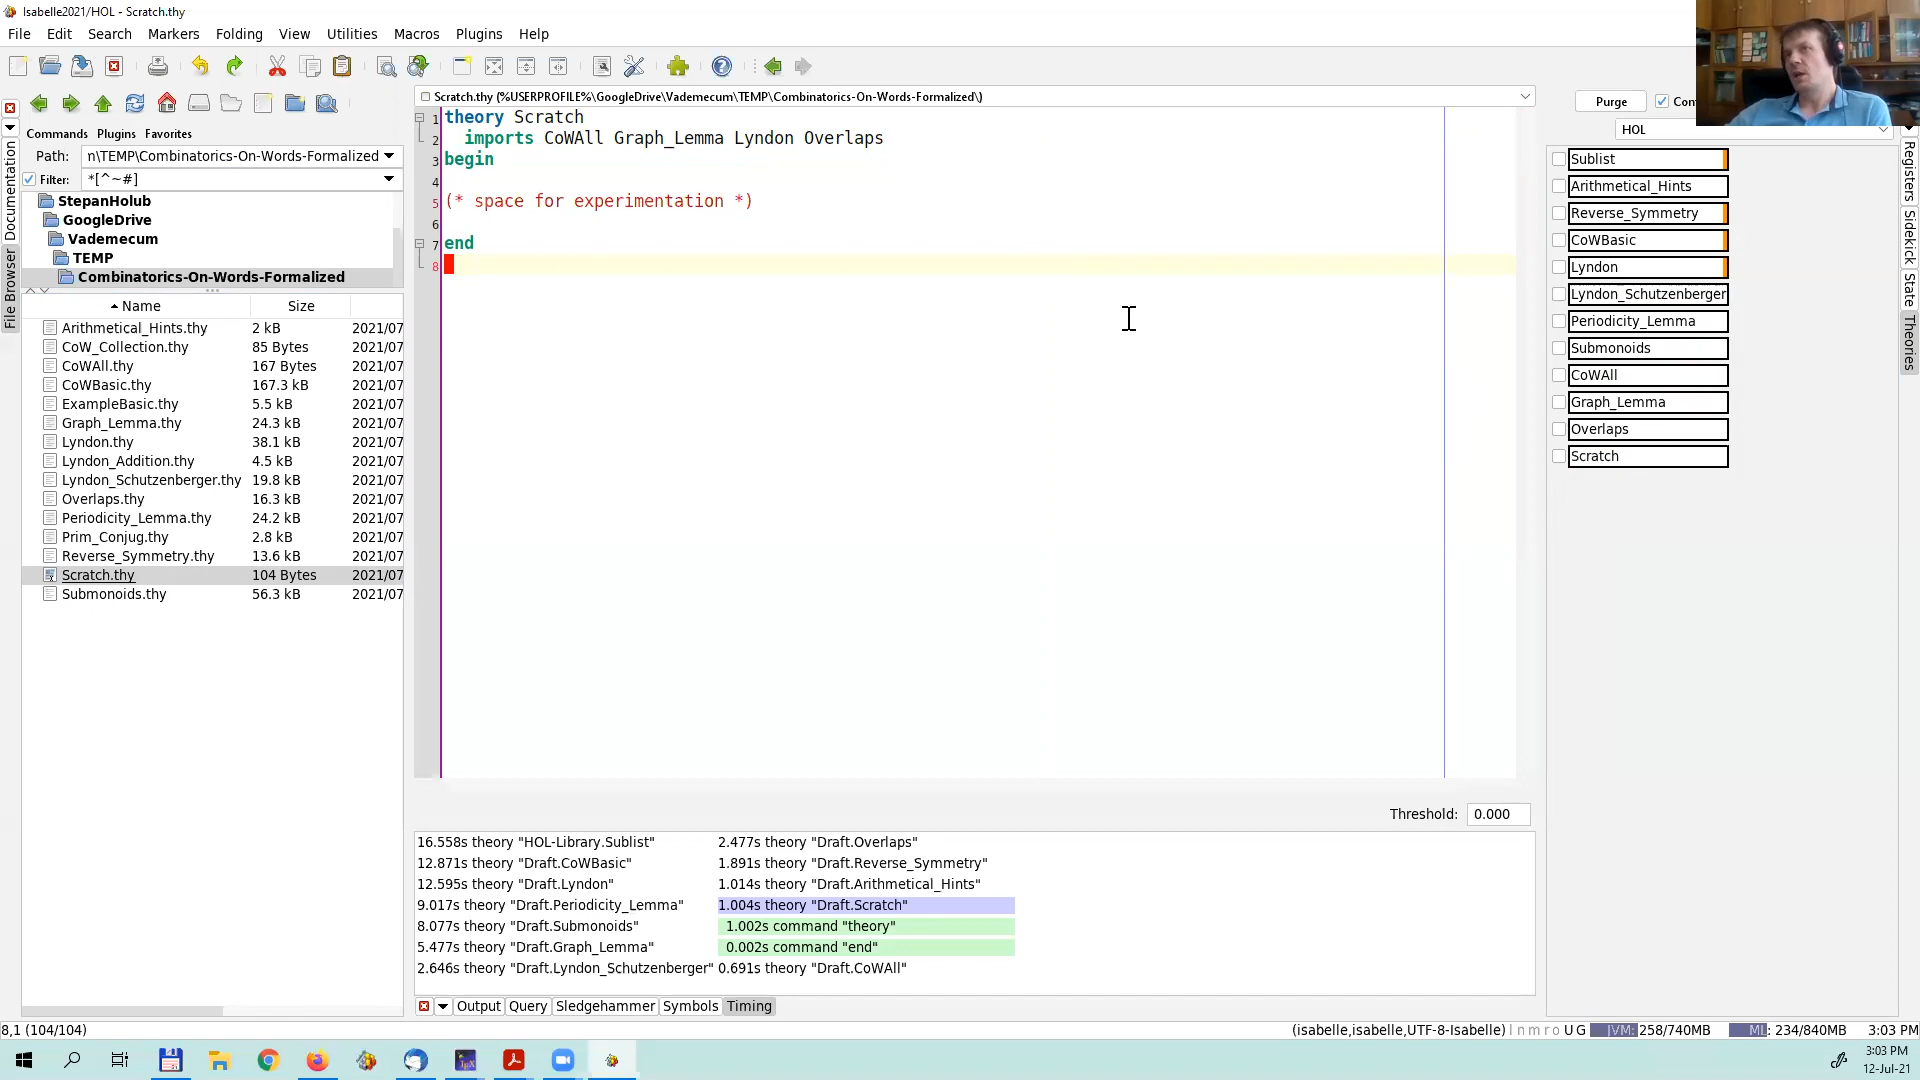 Isabelle2021/HOL - Scratch.thy
File Edit Search Markers Folding View Utilities Macros Plugins Help
Commands Plugins Favorites
Path: n\TEMP\Combinatorics-On-Words-Formalized
Filter: *[^~#]
StepanHolub
GoogleDrive
Vademecum
TEMP
Combinatorics-On-Words-Formalized
Name Size
Arithmetical_Hints.thy 2 kB 2021/07
CoW_Collection.thy 85 Bytes 2021/07
CoWAll.thy 167 Bytes 2021/07
CoWBasic.thy 167.3 kB 2021/07
ExampleBasic.thy 5.5 kB 2021/07
Graph_Lemma.thy 24.3 kB 2021/07
Lyndon.thy 38.1 kB 2021/07
Lyndon_Addition.thy 4.5 kB 2021/07
Lyndon_Schutzenberger.thy 19.8 kB 2021/07
Overlaps.thy 16.3 kB 2021/07
Periodicity_Lemma.thy 24.2 kB 2021/07
Prim_Conjug.thy 2.8 kB 2021/07
Reverse_Symmetry.thy 13.6 kB 2021/07
Scratch.thy 104 Bytes 2021/07
Submonoids.thy 56.3 kB 2021/07
Documentation
File Browser
Scratch.thy (%USERPROFILE%\GoogleDrive\Vademecum\TEMP\Combinatorics-On-Words-Formalized\)
1 theory Scratch
2 imports CoWAll Graph_Lemma Lyndon Overlaps
3 begin
4
5 (* space for experimentation *)
6
7 end
8
Threshold: 0.000
16.558s theory "HOL-Library.Sublist" 2.477s theory "Draft.Overlaps"
12.871s theory "Draft.CoWBasic" 1.891s theory "Draft.Reverse_Symmetry"
12.595s theory "Draft.Lyndon" 1.014s theory "Draft.Arithmetical_Hints"
9.017s theory "Draft.Periodicity_Lemma" 1.004s theory "Draft.Scratch"
8.077s theory "Draft.Submonoids" 1.002s command "theory"
5.477s theory "Draft.Graph_Lemma" 0.002s command "end"
2.646s theory "Draft.Lyndon_Schutzenberger" 0.691s theory "Draft.CoWAll"
Output Query Sledgehammer Symbols Timing
Purge
HOL
Sublist
Arithmetical_Hints
Reverse_Symmetry
CoWBasic
Lyndon
Lyndon_Schutzenberger
Periodicity_Lemma
Submonoids
CoWAll
Graph_Lemma
Overlaps
Scratch
Registers
Sidekick
State
Theories
8,1 (104/104) (isabelle,isabelle,UTF-8-Isabelle) l n m r o U G JVM: 258/740MB ML: 234/840MB 3:03 PM
3:03 PM
12-Jul-21